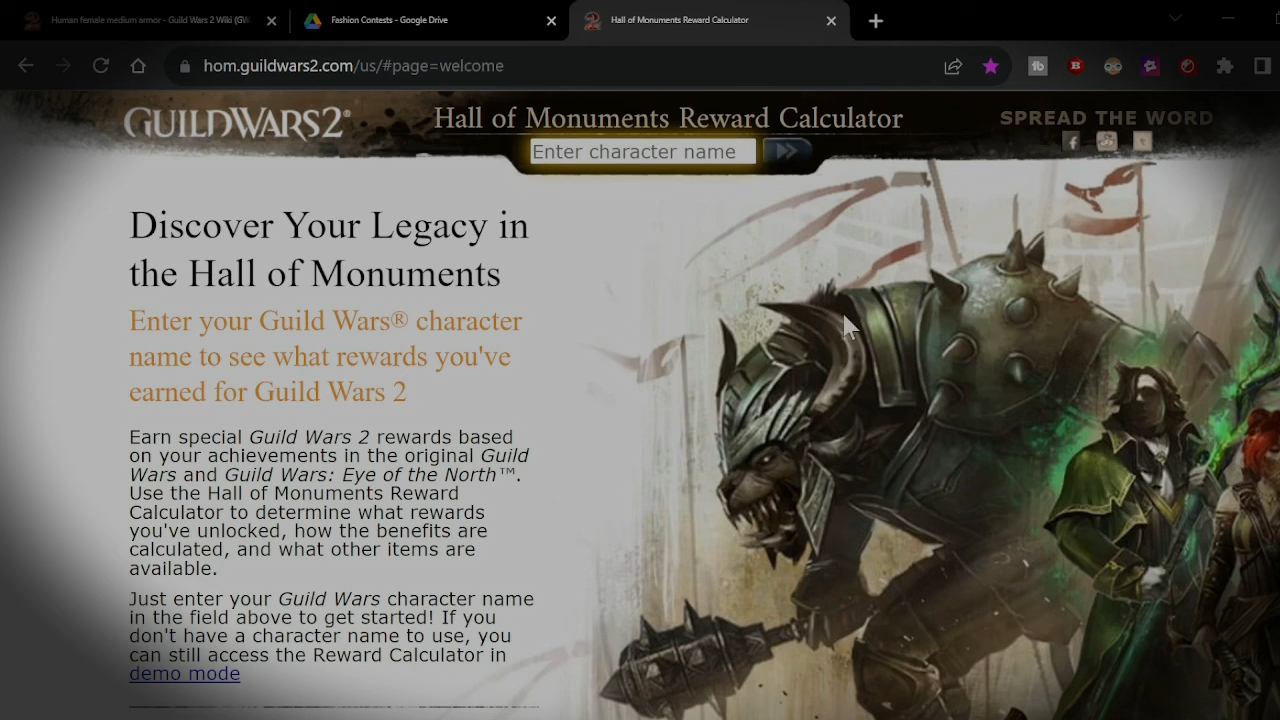 Human female medium armor - Guild Wars 2 Wiki (GW
Fashion Contests - Google Drive
Hall of Monuments Reward Calculator
hom.guildwars2.com/us/#page=welcome
GUILD WARS 2
Hall of Monuments Reward Calculator
SPREAD THE WORD
Enter character name
Discover Your Legacy in
the Hall of Monuments
Enter your Guild Wars® character
name to see what rewards you've
earned for Guild Wars 2
Earn special Guild Wars 2 rewards based
on your achievements in the original Guild
Wars and Guild Wars: Eye of the North™.
Use the Hall of Monuments Reward
Calculator to determine what rewards
you've unlocked, how the benefits are
calculated, and what other items are
available.
Just enter your Guild Wars character name
in the field above to get started! If you
don't have a character name to use, you
can still access the Reward Calculator in
demo mode